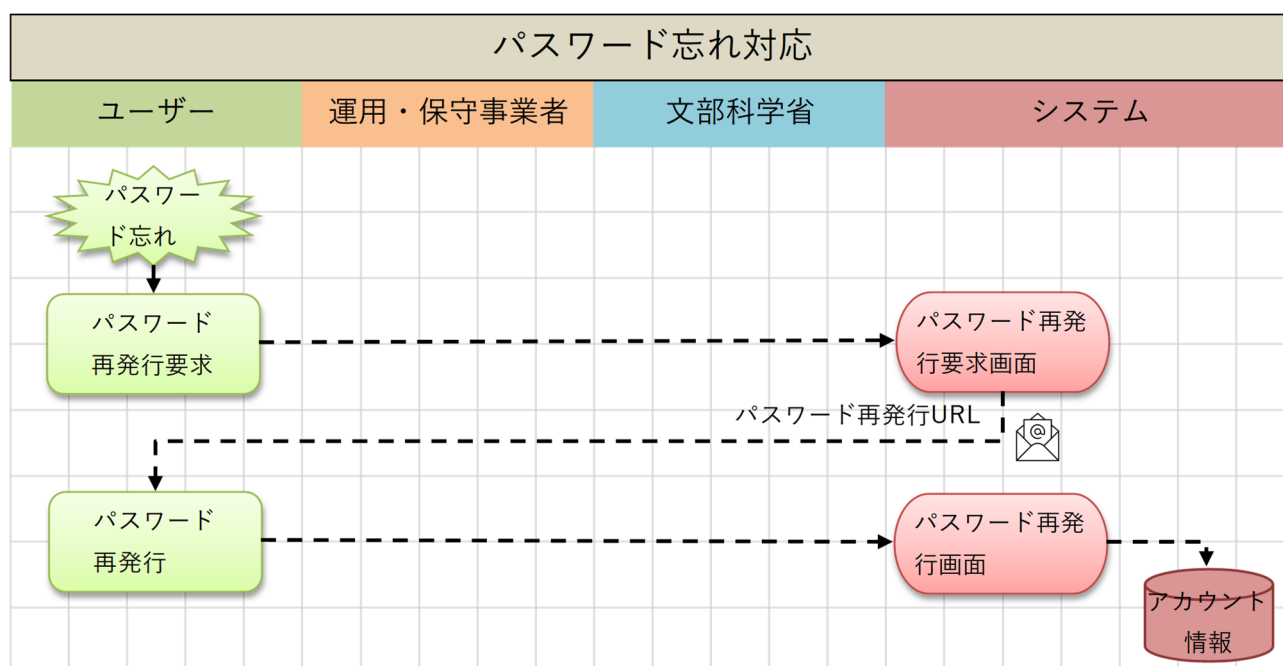 パスワード忘れ対応
ユーザー
運用・保守事業者
文部科学省
システム
パスワー
ド忘れ
パスワード
再発行要求
パスワード再発
行要求画面
パスワード再発行URL
@
パスワード
再発行
パスワード再発
行画面
アカウント
情報